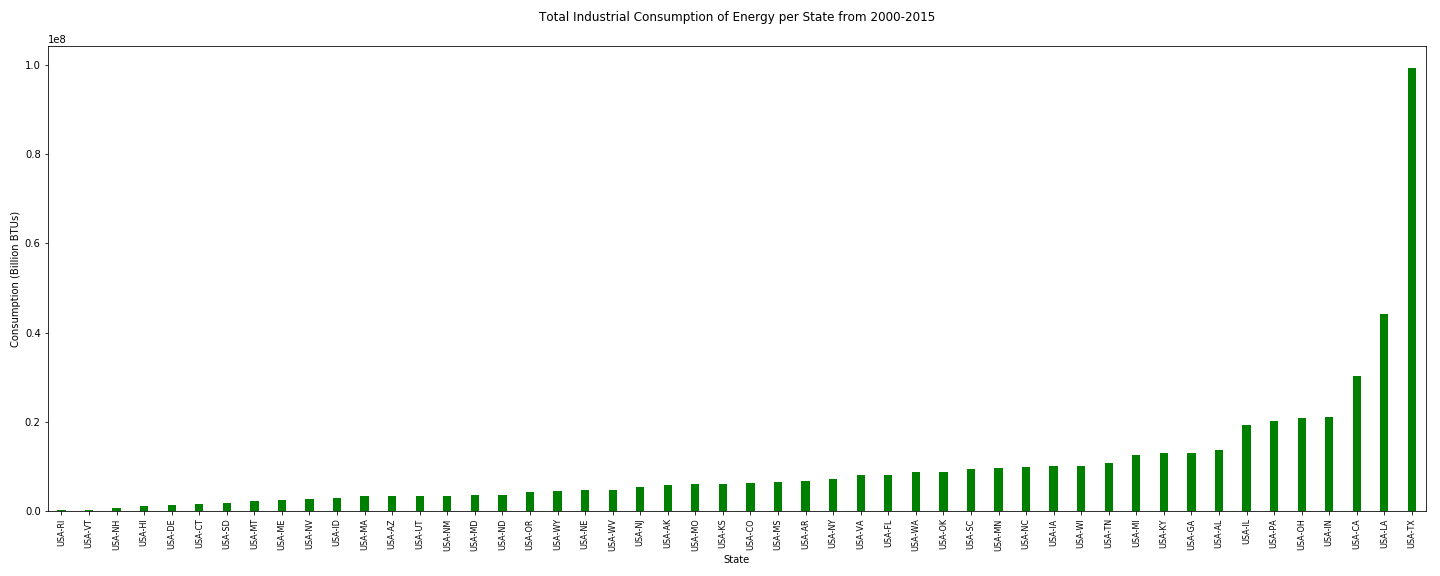 Total Industrial Consumption of Energy per State from 2000-2015
1e8
1.0
0.8
0.6
0.4
0.2
0.0
Consumption (Billion BTUs)
USA-RI
USA-VT
USA-NH
USA-HI
USA-DE
USA-CT
USA-SD
USA-MT
USA-ME
USA-NV
USA-ID
USA-MA
USA-AZ
USA-UT
USA-NM
USA-MD
USA-ND
USA-OR
USA-WY
USA-NE
USA-WV
USA-NJ
USA-AK
USA-MO
USA-KS
USA-CO
USA-MS
USA-AR
USA-NY
USA-VA
USA-FL
USA-WA
USA-OK
USA-SC
USA-MN
USA-NC
USA-IA
USA-WI
USA-TN
USA-MI
USA-KY
USA-GA
USA-AL
USA-IL
USA-PA
USA-OH
USA-IN
USA-CA
USA-LA
USA-TX
State